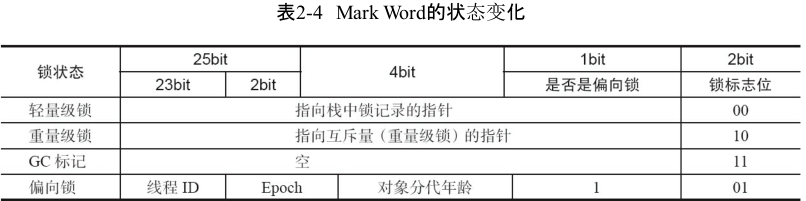 表2-4 Mark Word的状态变化
锁状态 25bit 4bit 1bit 2bit
23bit 2bit 是否是偏向锁 锁标志位
轻量级锁 指向栈中锁记录的指针 00
重量级锁 指向互斥量（重量级锁）的指针 10
GC 标记 空 11
偏向锁 线程 ID Epoch 对象分代年龄 1 01